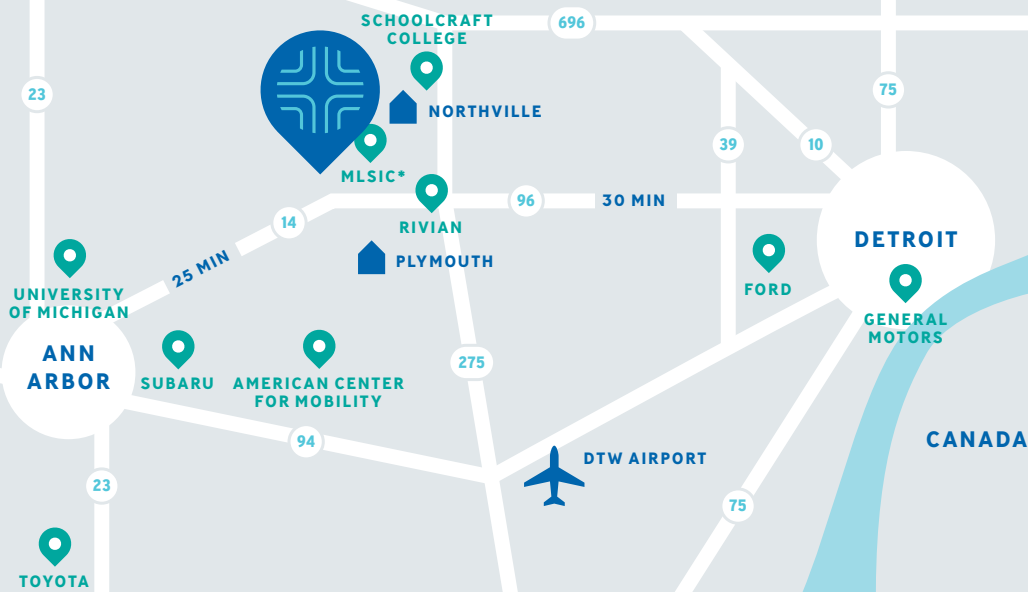 SCHOOLCRAFT
COLLEGE
696
23
75
NORTHVILLE
39
10
MLSIC*
96
30 MIN
14
RIVIAN
DETROIT
25 MIN
PLYMOUTH
FORD
UNIVERSITY
OF MICHIGAN
GENERAL
MOTORS
ANN
ARBOR
275
SUBARU
AMERICAN CENTER
FOR MOBILITY
94
CANADA
DTW AIRPORT
23
75
TOYOTA